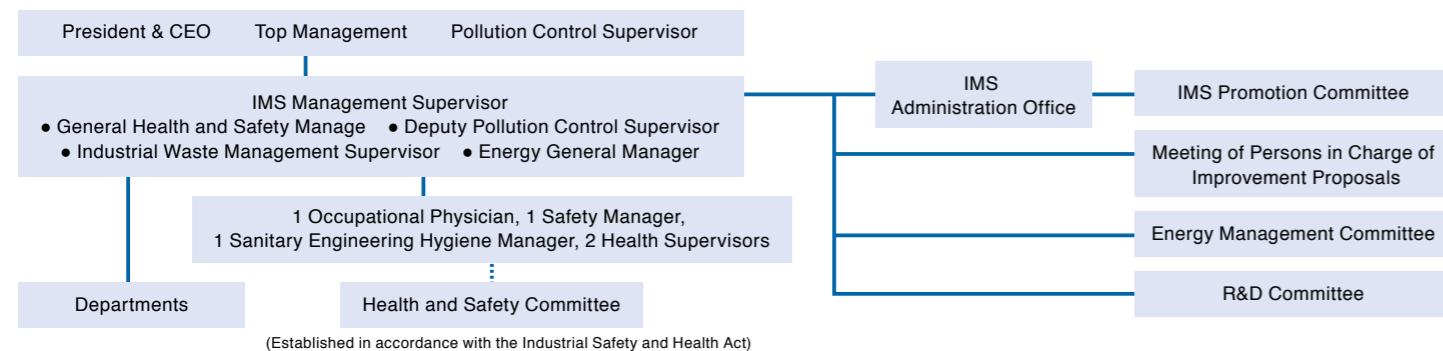 President & CEO Top Management Pollution Control Supervisor
IMS Management Supervisor
● General Health and Safety Manage ● Deputy Pollution Control Supervisor
● Industrial Waste Management Supervisor ● Energy General Manager
1 Occupational Physician, 1 Safety Manager,
1 Sanitary Engineering Hygiene Manager, 2 Health Supervisors
Departments
Health and Safety Committee
(Established in accordance with the Industrial Safety and Health Act)
IMS
Administration Office
IMS Promotion Committee
Meeting of Persons in Charge of
Improvement Proposals
Energy Management Committee
R&D Committee